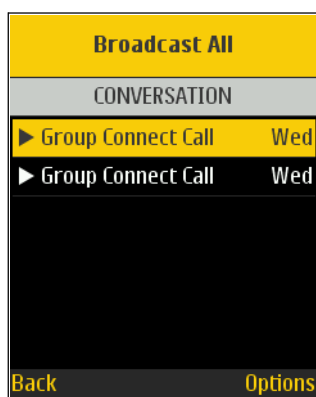 Broadcast All
CONVERSATION
Group Connect Call Wed
Group Connect Call Wed
Back Options